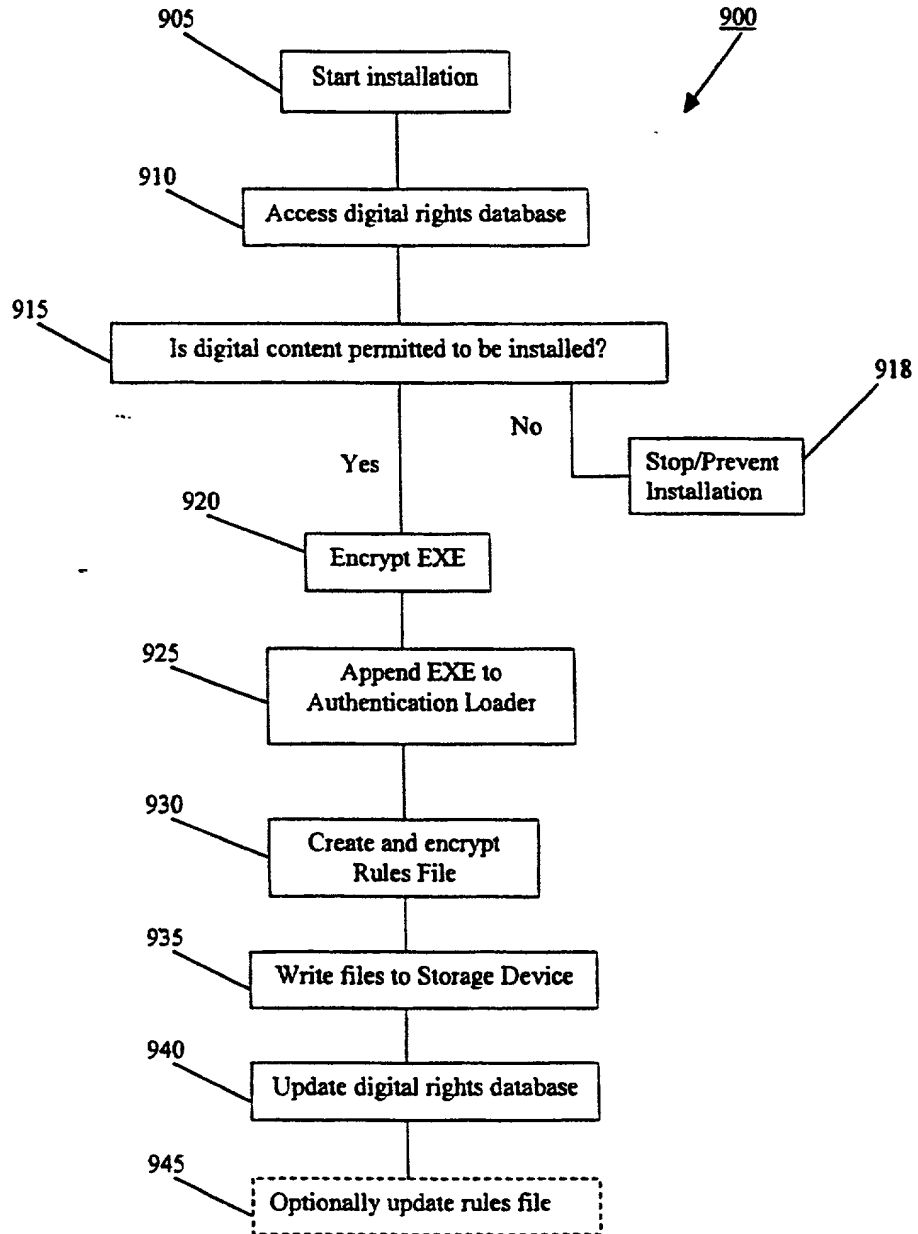 905
900
Start installation
910
Access digital rights database
915
Is digital content permitted to be installed?
918
No
Stop/Prevent
Installation
Yes
920
Encrypt EXE
925
Append EXE to
Authentication Loader
930
Create and encrypt
Rules File
935
Write files to Storage Device
940
Update digital rights database
945
Optionally update rules file